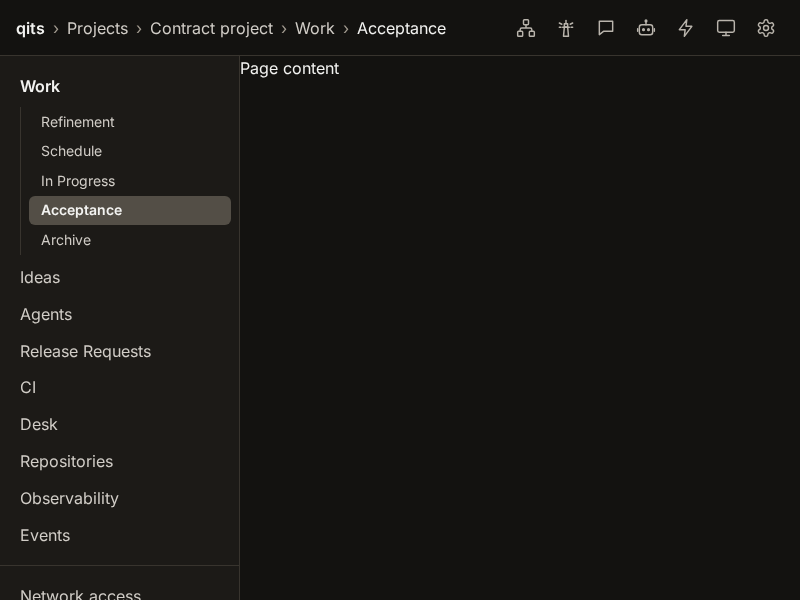 qits › Projects › Contract project › Work › Acceptance
Work
Refinement
Schedule
In Progress
Acceptance
Archive
Ideas
Agents
Release Requests
CI
Desk
Repositories
Observability
Events
Network access
Page content